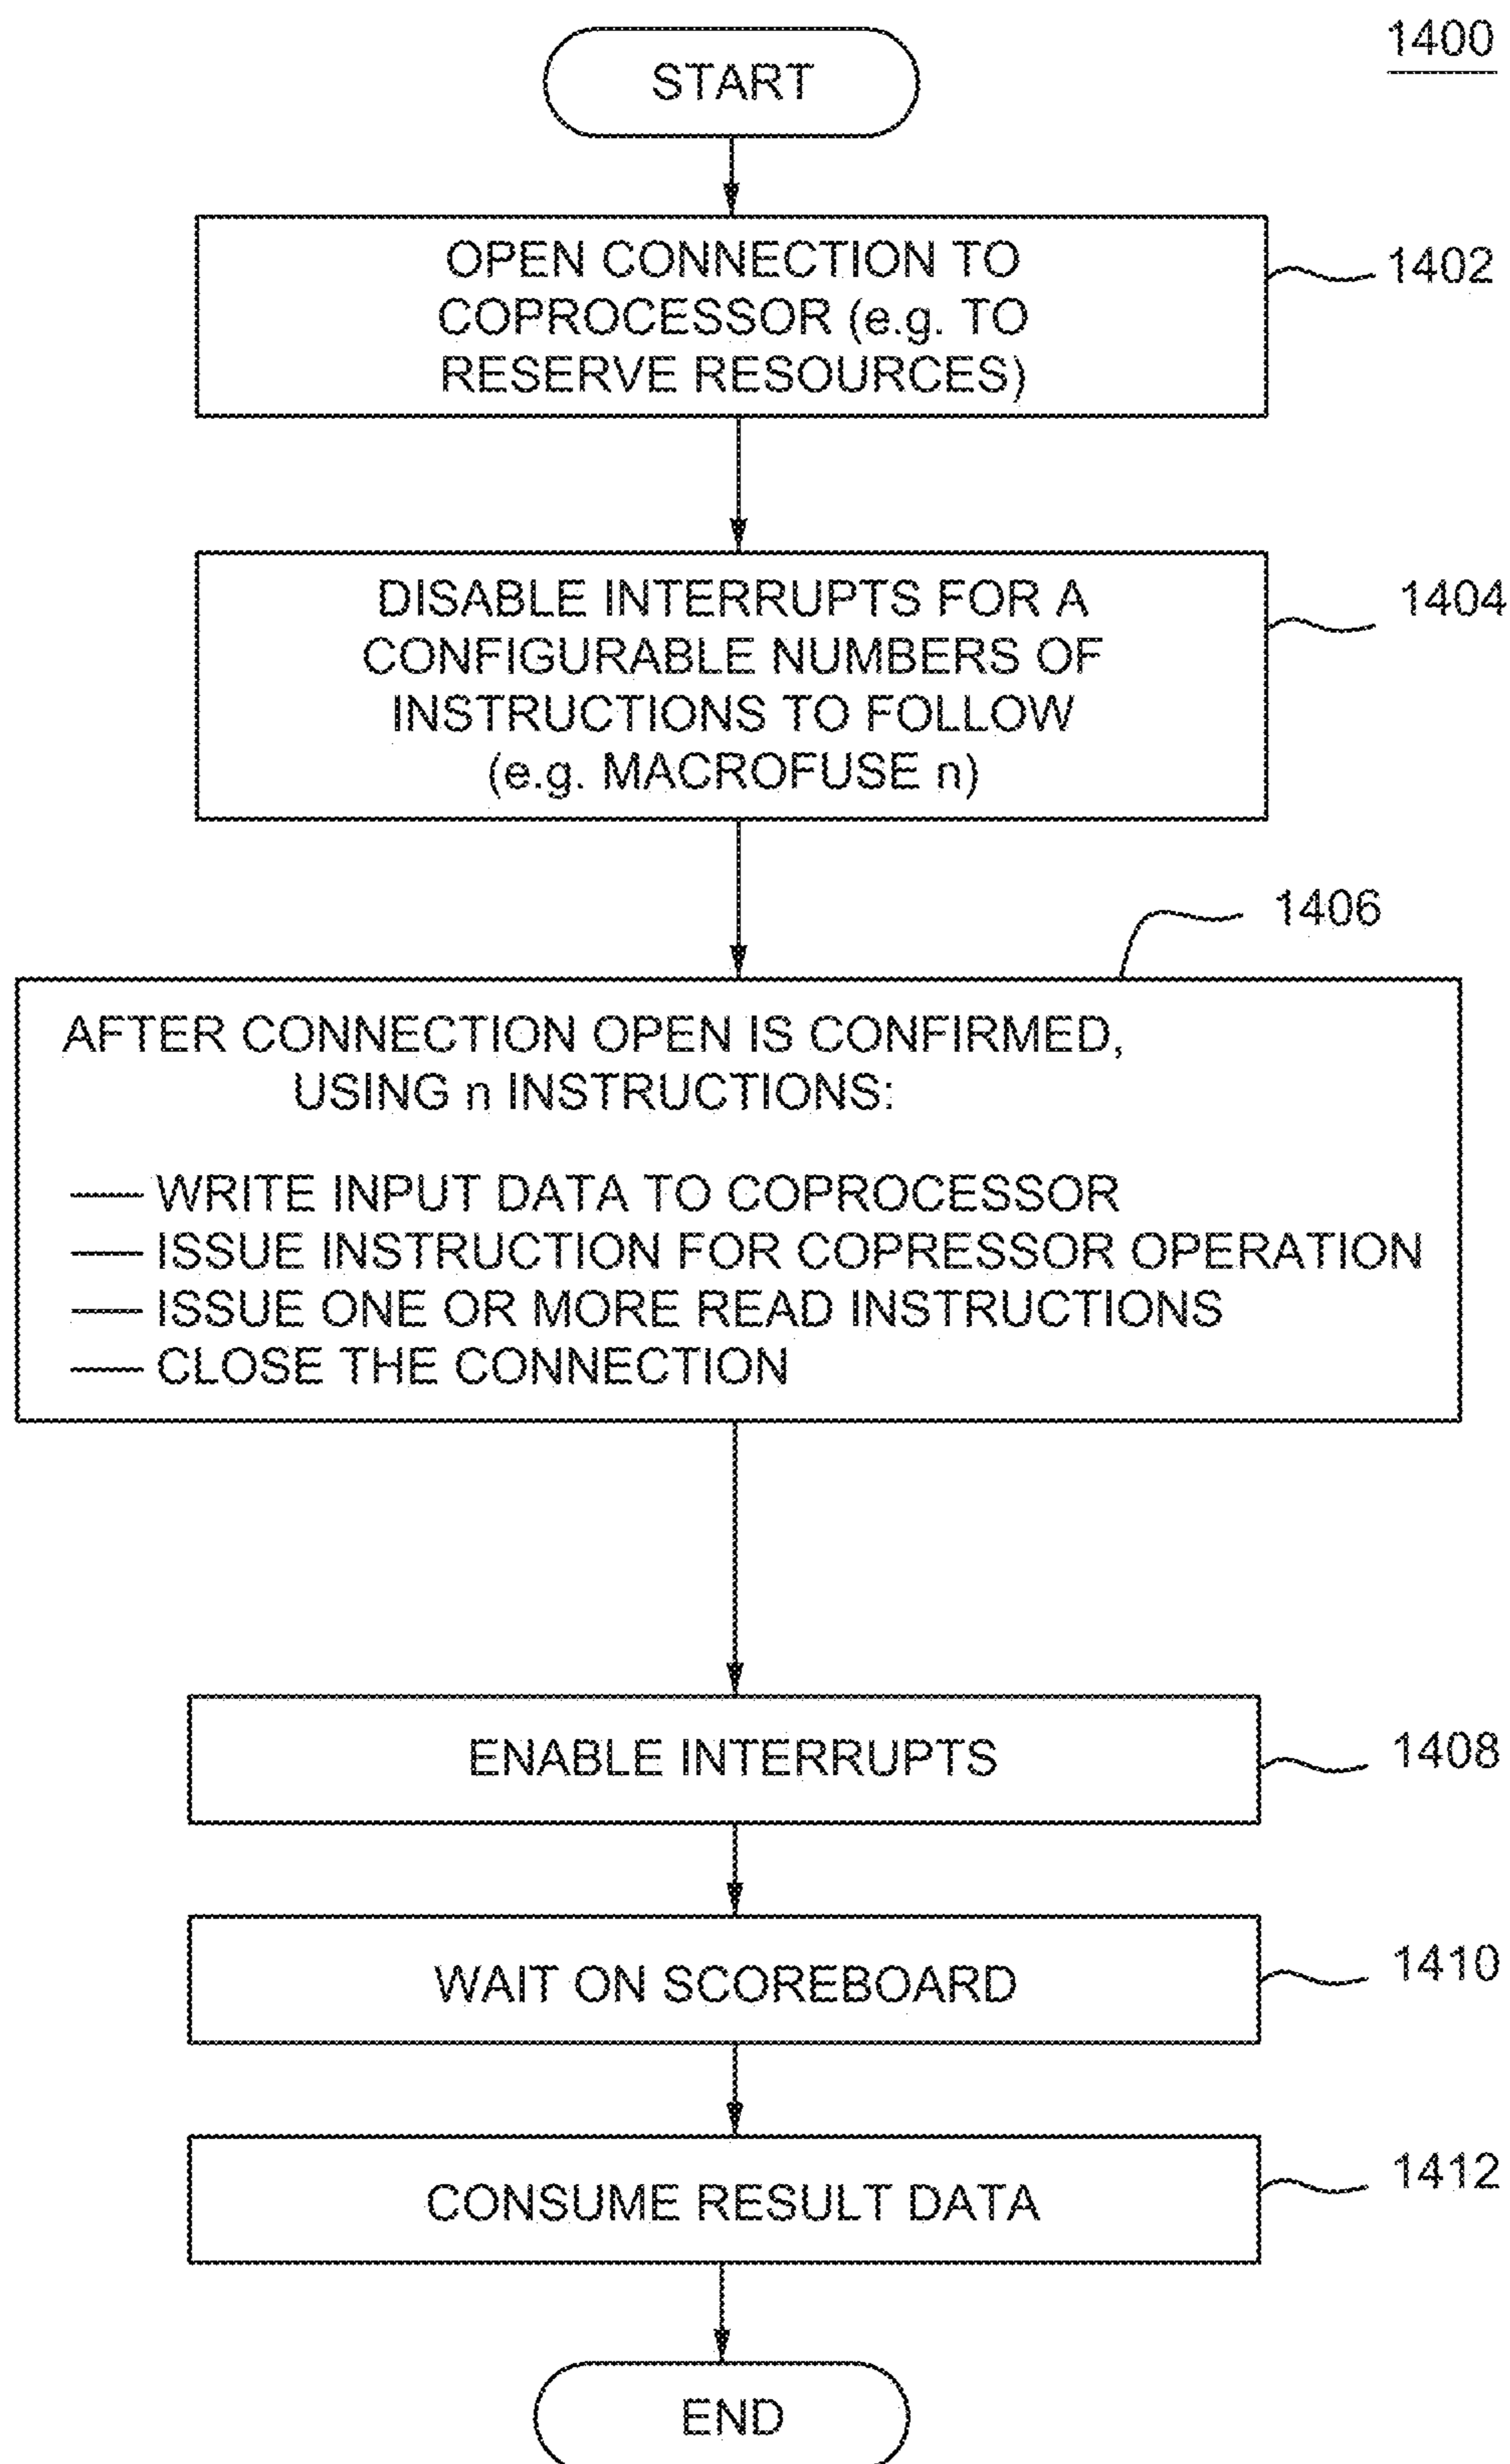 1400
START
OPEN CONNECTION TO
COPROCESSOR (e.g. TO
RESERVE RESOURCES)
1402
DISABLE INTERRUPTS FOR A
CONFIGURABLE NUMBERS OF
INSTRUCTIONS TO FOLLOW
(e.g. MACROFUSE n)
1404
1406
AFTER CONNECTION OPEN IS CONFIRMED,
USING n INSTRUCTIONS:
— WRITE INPUT DATA TO COPROCESSOR
— ISSUE INSTRUCTION FOR COPRESSOR OPERATION
— ISSUE ONE OR MORE READ INSTRUCTIONS
— CLOSE THE CONNECTION
ENABLE INTERRUPTS
1408
WAIT ON SCOREBOARD
1410
CONSUME RESULT DATA
1412
END